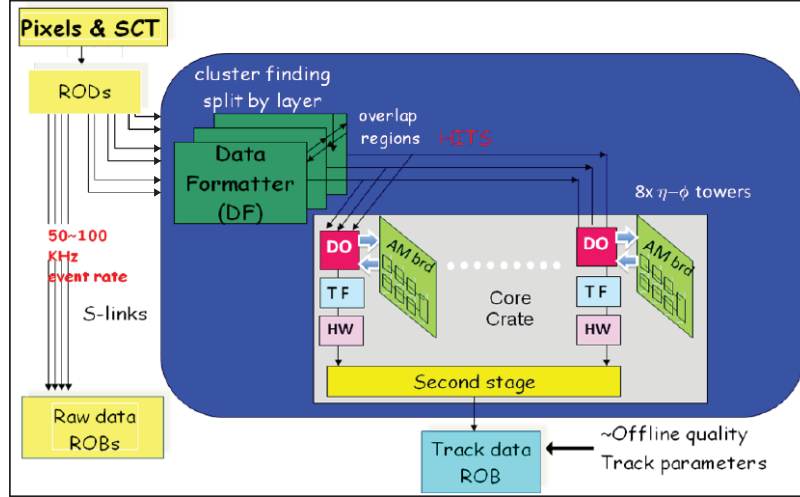 Pixels & SCT
RODs
cluster finding
split by layer
overlap
regions
Data
Formatter
(DF)
8x η–φ towers
50~100
KHz
event rate
S-links
DO
AM brd
TF
HW
DO
AM brd
TF
HW
Core
Crate
Second stage
Raw data
ROBs
Track data
ROB
~Offline quality
Track parameters